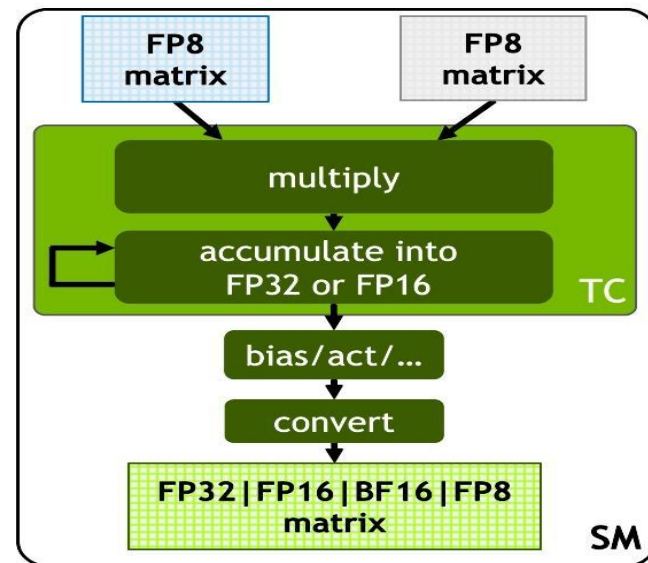 FP8
matrix
FP8
matrix
multiply
accumulate into
FP32 or FP16
TC
bias/act/...
convert
FP32|FP16|BF16|FP8
matrix
SM